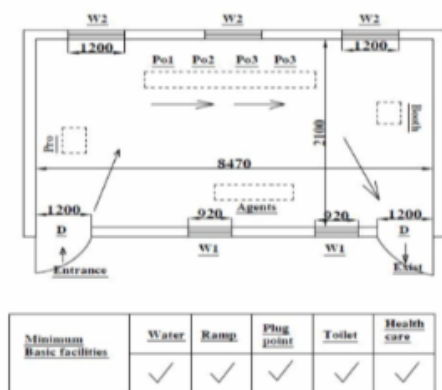 W2 W2 W2
1200 1200
Po1 Po2 Po3 Po3
Pro
2100
Booth
8470
1200 920 Agents 920 1200
D W1 W1 D
Entrance Exist
Minimum Basic facilities
Water Ramp Plug point Toilet Health care